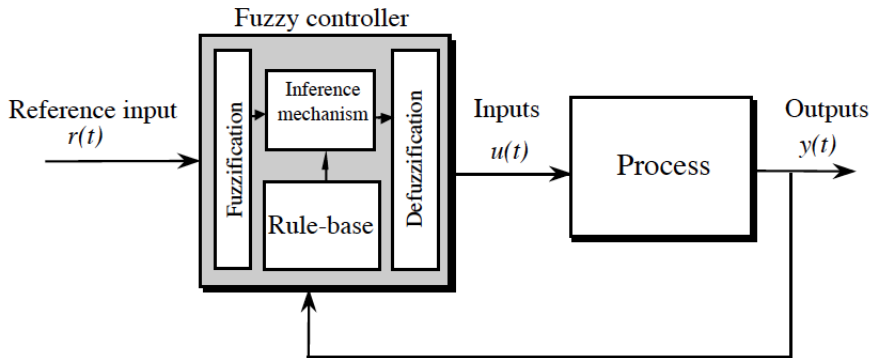 Fuzzy controller
Reference input
r(t)
Fuzzification
Inference
mechanism
Rule-base
Defuzzification
Inputs
u(t)
Process
Outputs
y(t)